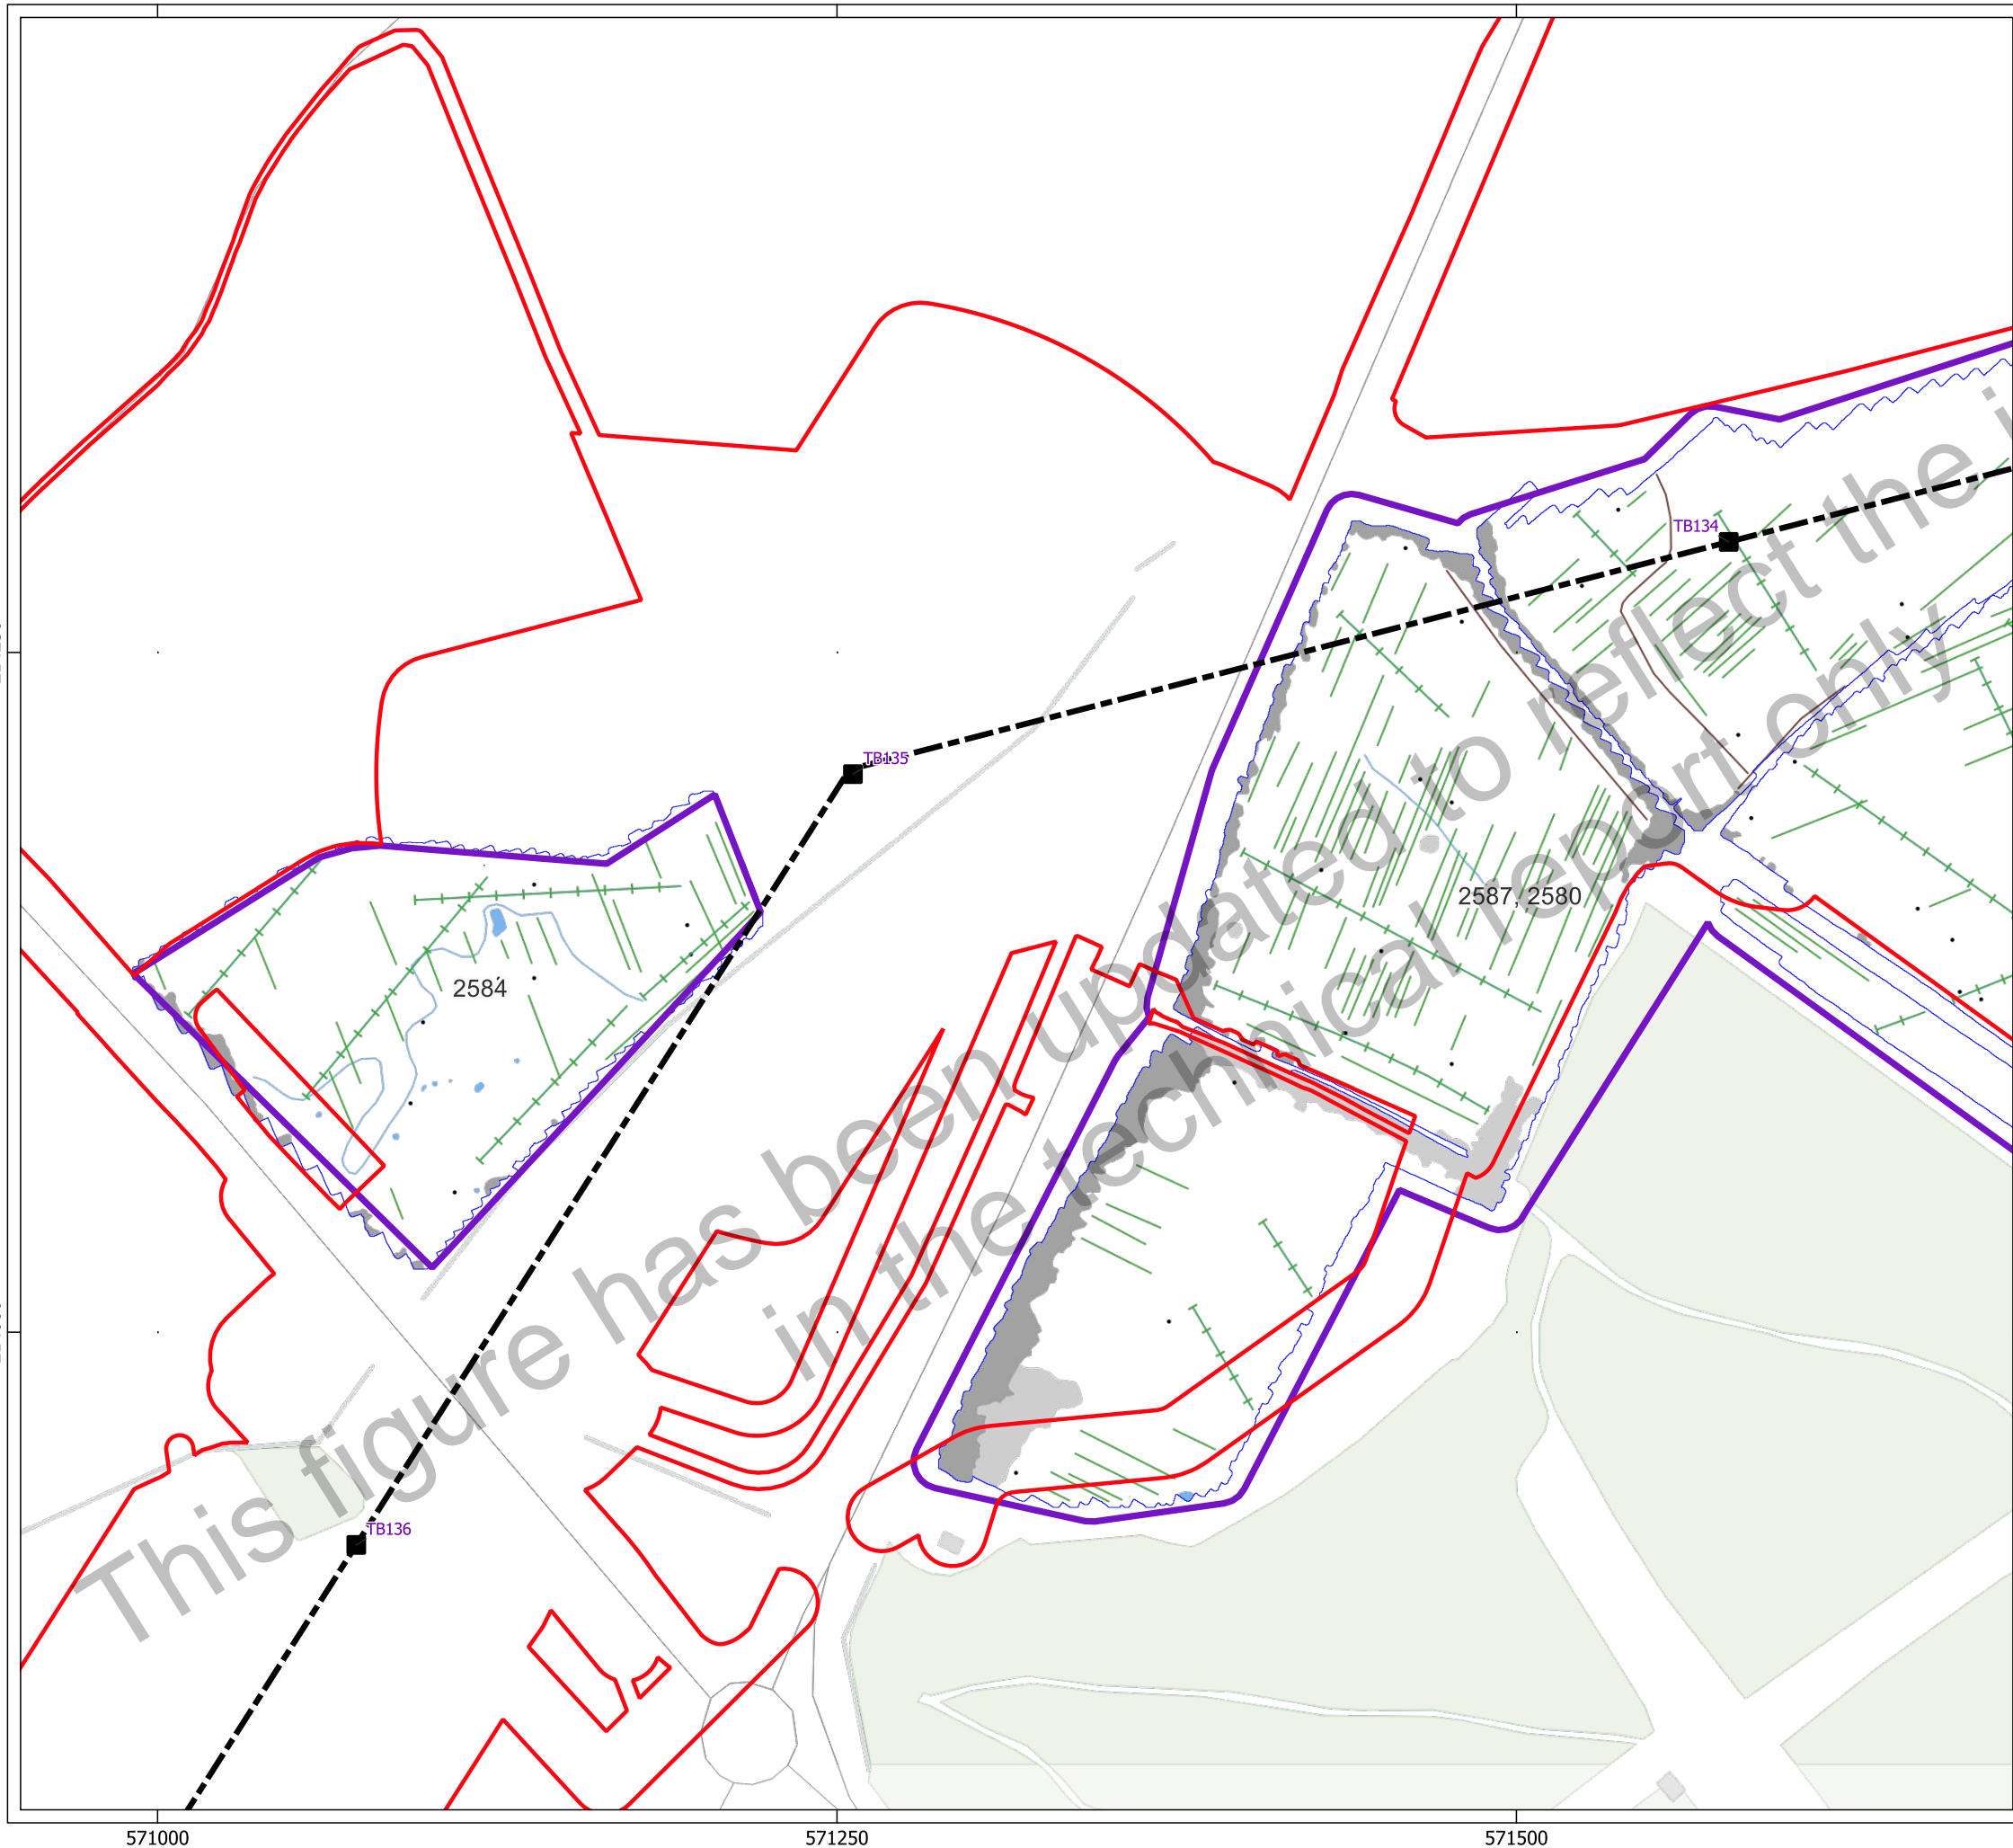 TB134
TB135
2587, 2580
2584
TB136
This figure has been updated to reflect the
in the technical report only
571000
571250
571500